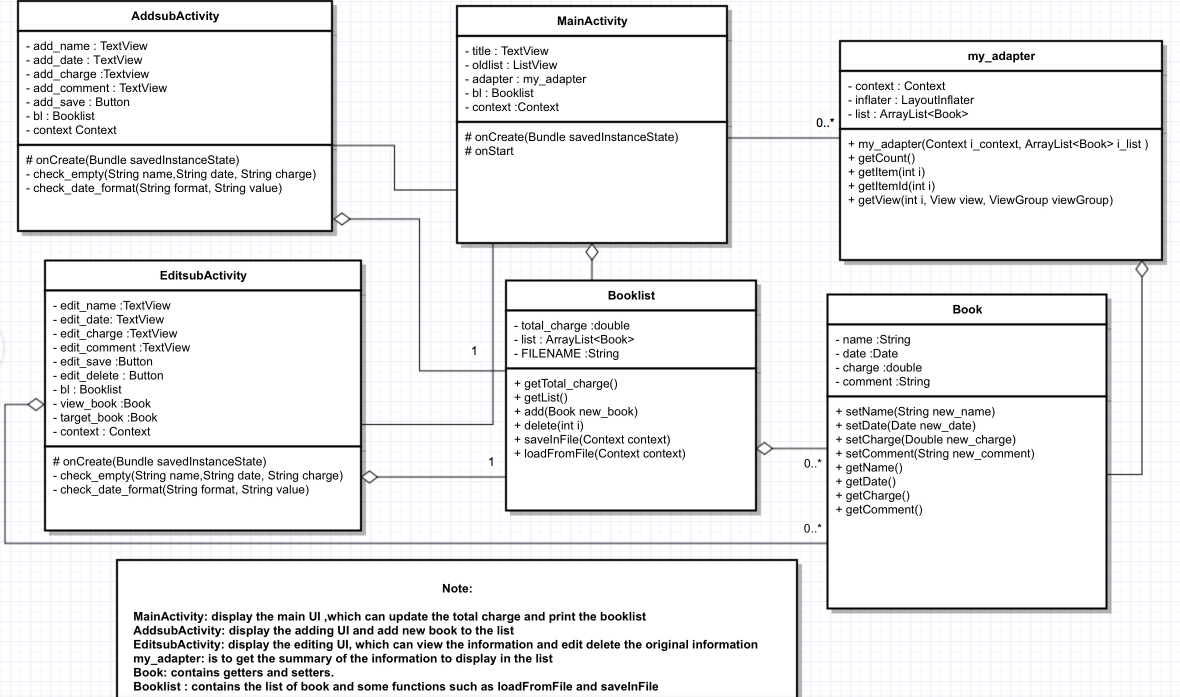 AddsubActivity
- add_name : TextView
- add_date : TextView
- add_charge :Textview
- add_comment : TextView
- add_save : Button
- bl : Booklist
- context Context
# onCreate(Bundle savedInstanceState)
- check_empty(String name,String date, String charge)
- check_date_format(String format, String value)
MainActivity
- title : TextView
- oldlist : ListView
- adapter : my_adapter
- bl : Booklist
- context :Context
# onCreate(Bundle savedInstanceState)
# onStart
0..*
my_adapter
- context : Context
- inflater : LayoutInflater
- list : ArrayList<Book>
+ my_adapter(Context i_context, ArrayList<Book> i_list )
+ getCount()
+ getItem(int i)
+ getItemId(int i)
+ getView(int i, View view, ViewGroup viewGroup)
EditsubActivity
- edit_name :TextView
- edit_date: TextView
- edit_charge :TextView
- edit_comment :TextView
- edit_save :Button
- edit_delete : Button
- bl : Booklist
- view_book :Book
- target_book :Book
- context : Context
# onCreate(Bundle savedInstanceState)
- check_empty(String name,String date, String charge)
- check_date_format(String format, String value)
1
1
Booklist
- total_charge :double
- list : ArrayList<Book>
- FILENAME :String
+ getTotal_charge()
+ getList()
+ add(Book new_book)
+ delete(int i)
+ saveInFile(Context context)
+ loadFromFile(Context context)
0..*
0..*
Book
- name :String
- date :Date
- charge :double
- comment :String
+ setName(String new_name)
+ setDate(Date new_date)
+ setCharge(Double new_charge)
+ setComment(String new_comment)
+ getName()
+ getDate()
+ getCharge()
+ getComment()
Note:
MainActivity: display the main UI ,which can update the total charge and print the booklist
AddsubActivity: display the adding UI and add new book to the list
EditsubActivity: display the editing UI, which can view the information and edit delete the original information
my_adapter: is to get the summary of the information to display in the list
Book: contains getters and setters.
Booklist : contains the list of book and some functions such as loadFromFile and saveInFile